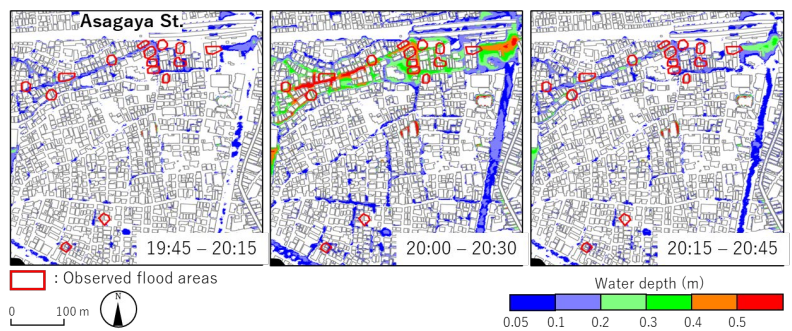 Asagaya St.
19:45 – 20:15
20:00 – 20:30
20:15 – 20:45
: Observed flood areas
0 100 m
N
Water depth (m)
0.05 0.1 0.2 0.3 0.4 0.5